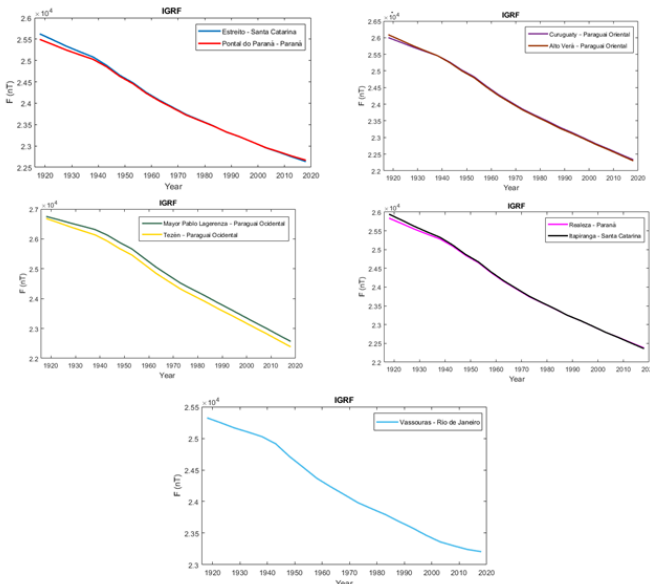 IGRF
×10^4
2.6
2.55
2.5
2.45
2.4
2.35
2.3
2.25
F (nT)
Estreito - Santa Catarina
Pontal do Paraná - Paraná
1920 1930 1940 1950 1960 1970 1980 1990 2000 2010 2020
Year
IGRF
2.65
2.6
2.55
2.5
2.45
2.4
2.35
2.3
2.25
2.2
F (nT)
Curuguaty – Paraguai Oriental
Alto Verá - Paraguai Oriental
1920 1930 1940 1950 1960 1970 1980 1990 2000 2010 2020
Year
IGRF
×10^4
2.7
2.6
2.5
2.4
2.3
2.2
F (nT)
Mayor Pablo Lagerenza – Paraguai Ocidental
Tezén - Paraguai Ocidental
1920 1930 1940 1950 1960 1970 1980 1990 2000 2010 2020
Year
IGRF
×10^4
2.6
2.55
2.5
2.45
2.4
2.35
2.3
2.25
2.2
F (nT)
Realeza - Paraná
Itapiranga - Santa Catarina
1920 1930 1940 1950 1960 1970 1980 1990 2000 2010 2020
Year
IGRF
×10^4
2.55
2.5
2.45
2.4
2.35
2.3
F (nT)
Vassouras - Rio de Janeiro
1920 1930 1940 1950 1960 1970 1980 1990 2000 2010 2020
Year